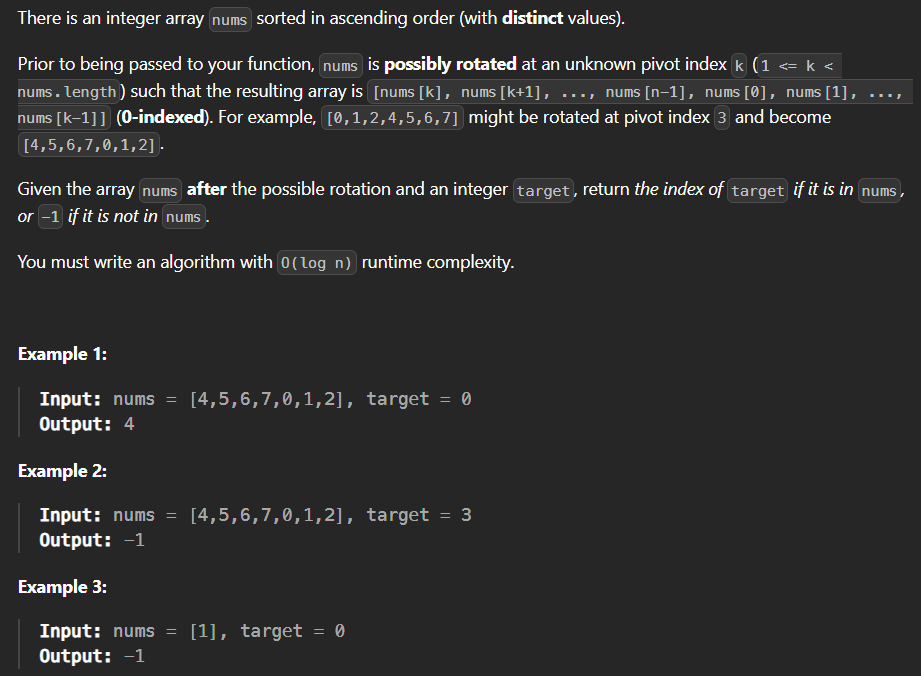 There is an integer array nums sorted in ascending order (with distinct values).
Prior to being passed to your function, nums is possibly rotated at an unknown pivot index k (1 <= k <
nums.length) such that the resulting array is [nums[k], nums[k+1], ..., nums[n-1], nums[0], nums[1], ...,
nums[k-1]] (0-indexed). For example, [0,1,2,4,5,6,7] might be rotated at pivot index 3 and become
[4,5,6,7,0,1,2].
Given the array nums after the possible rotation and an integer target, return the index of target if it is in nums,
or -1 if it is not in nums.
You must write an algorithm with O(log n) runtime complexity.
Example 1:
Input: nums = [4,5,6,7,0,1,2], target = 0
Output: 4
Example 2:
Input: nums = [4,5,6,7,0,1,2], target = 3
Output: -1
Example 3:
Input: nums = [1], target = 0
Output: -1